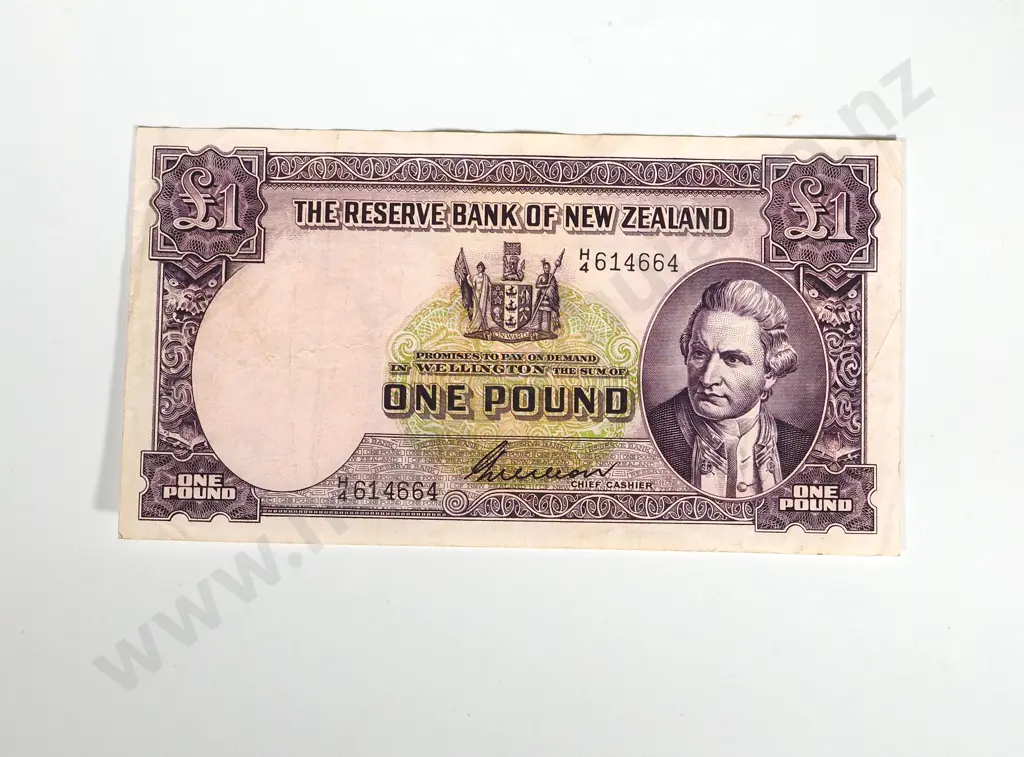 £1
£1
THE RESERVE BANK OF NEW ZEALAND
H/4 614664
ONWARD
PROMISES TO PAY ON DEMAND
IN WELLINGTON THE SUM OF
ONE POUND
CHIEF CASHIER
H/4 614664
ONE
POUND
ONE
POUND